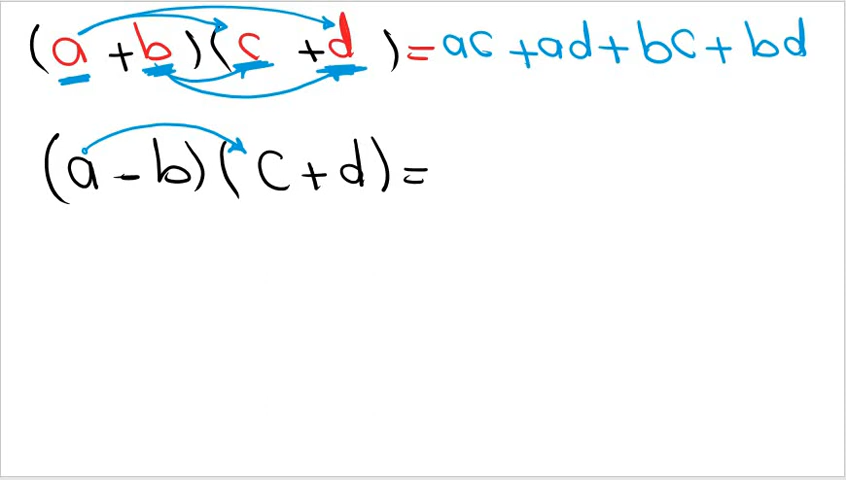 (a + b)(c + d) = ac + ad + bc + bd
(a - b)(c + d) =